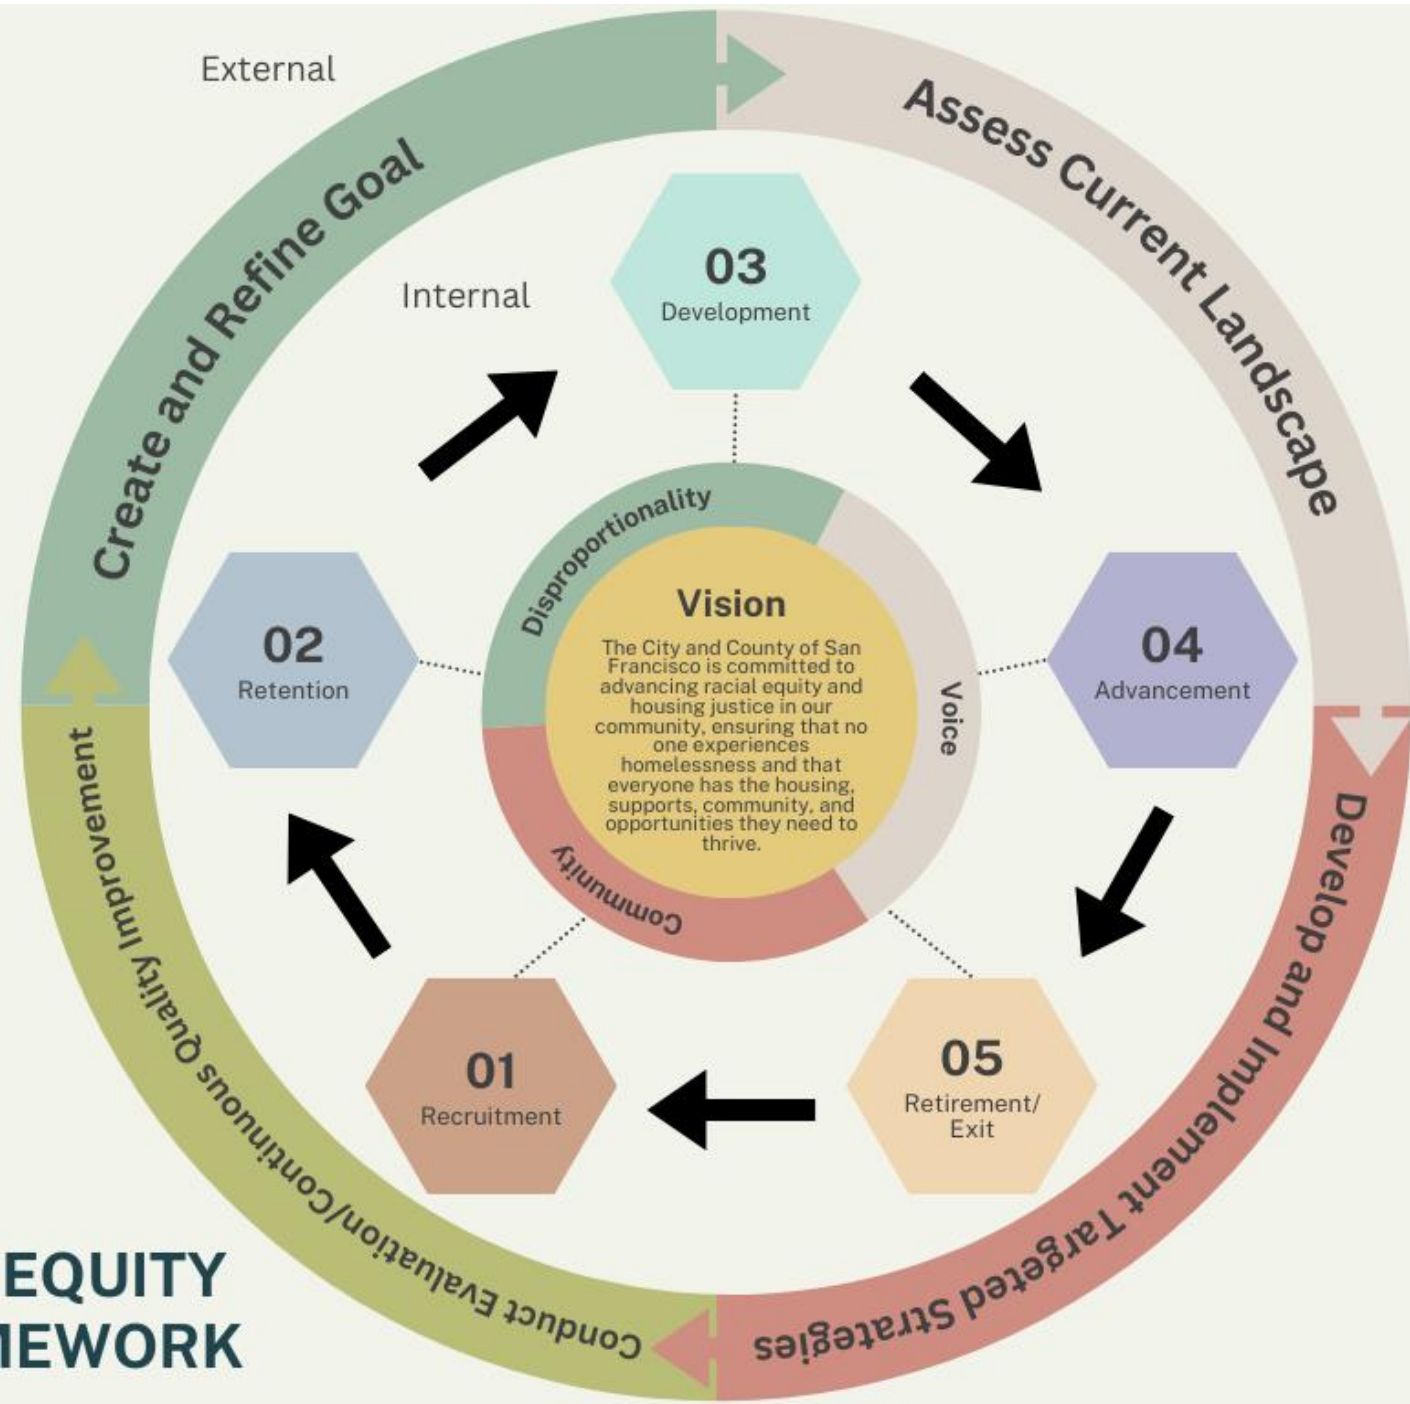 External
Create and Refine Goal
Assess Current Landscape
Develop and Implement Targeted Strategies
Conduct Evaluation/Continuous Quality Improvement
Internal
03
Development
04
Advancement
05
Retirement/
Exit
01
Recruitment
02
Retention
Disproportionality
Voice
Community
Vision
The City and County of San
Francisco is committed to
advancing racial equity and
housing justice in our
community, ensuring that no
one experiences
homelessness and that
everyone has the housing,
supports, community, and
opportunities they need to
thrive.
EQUITY
MEWORK